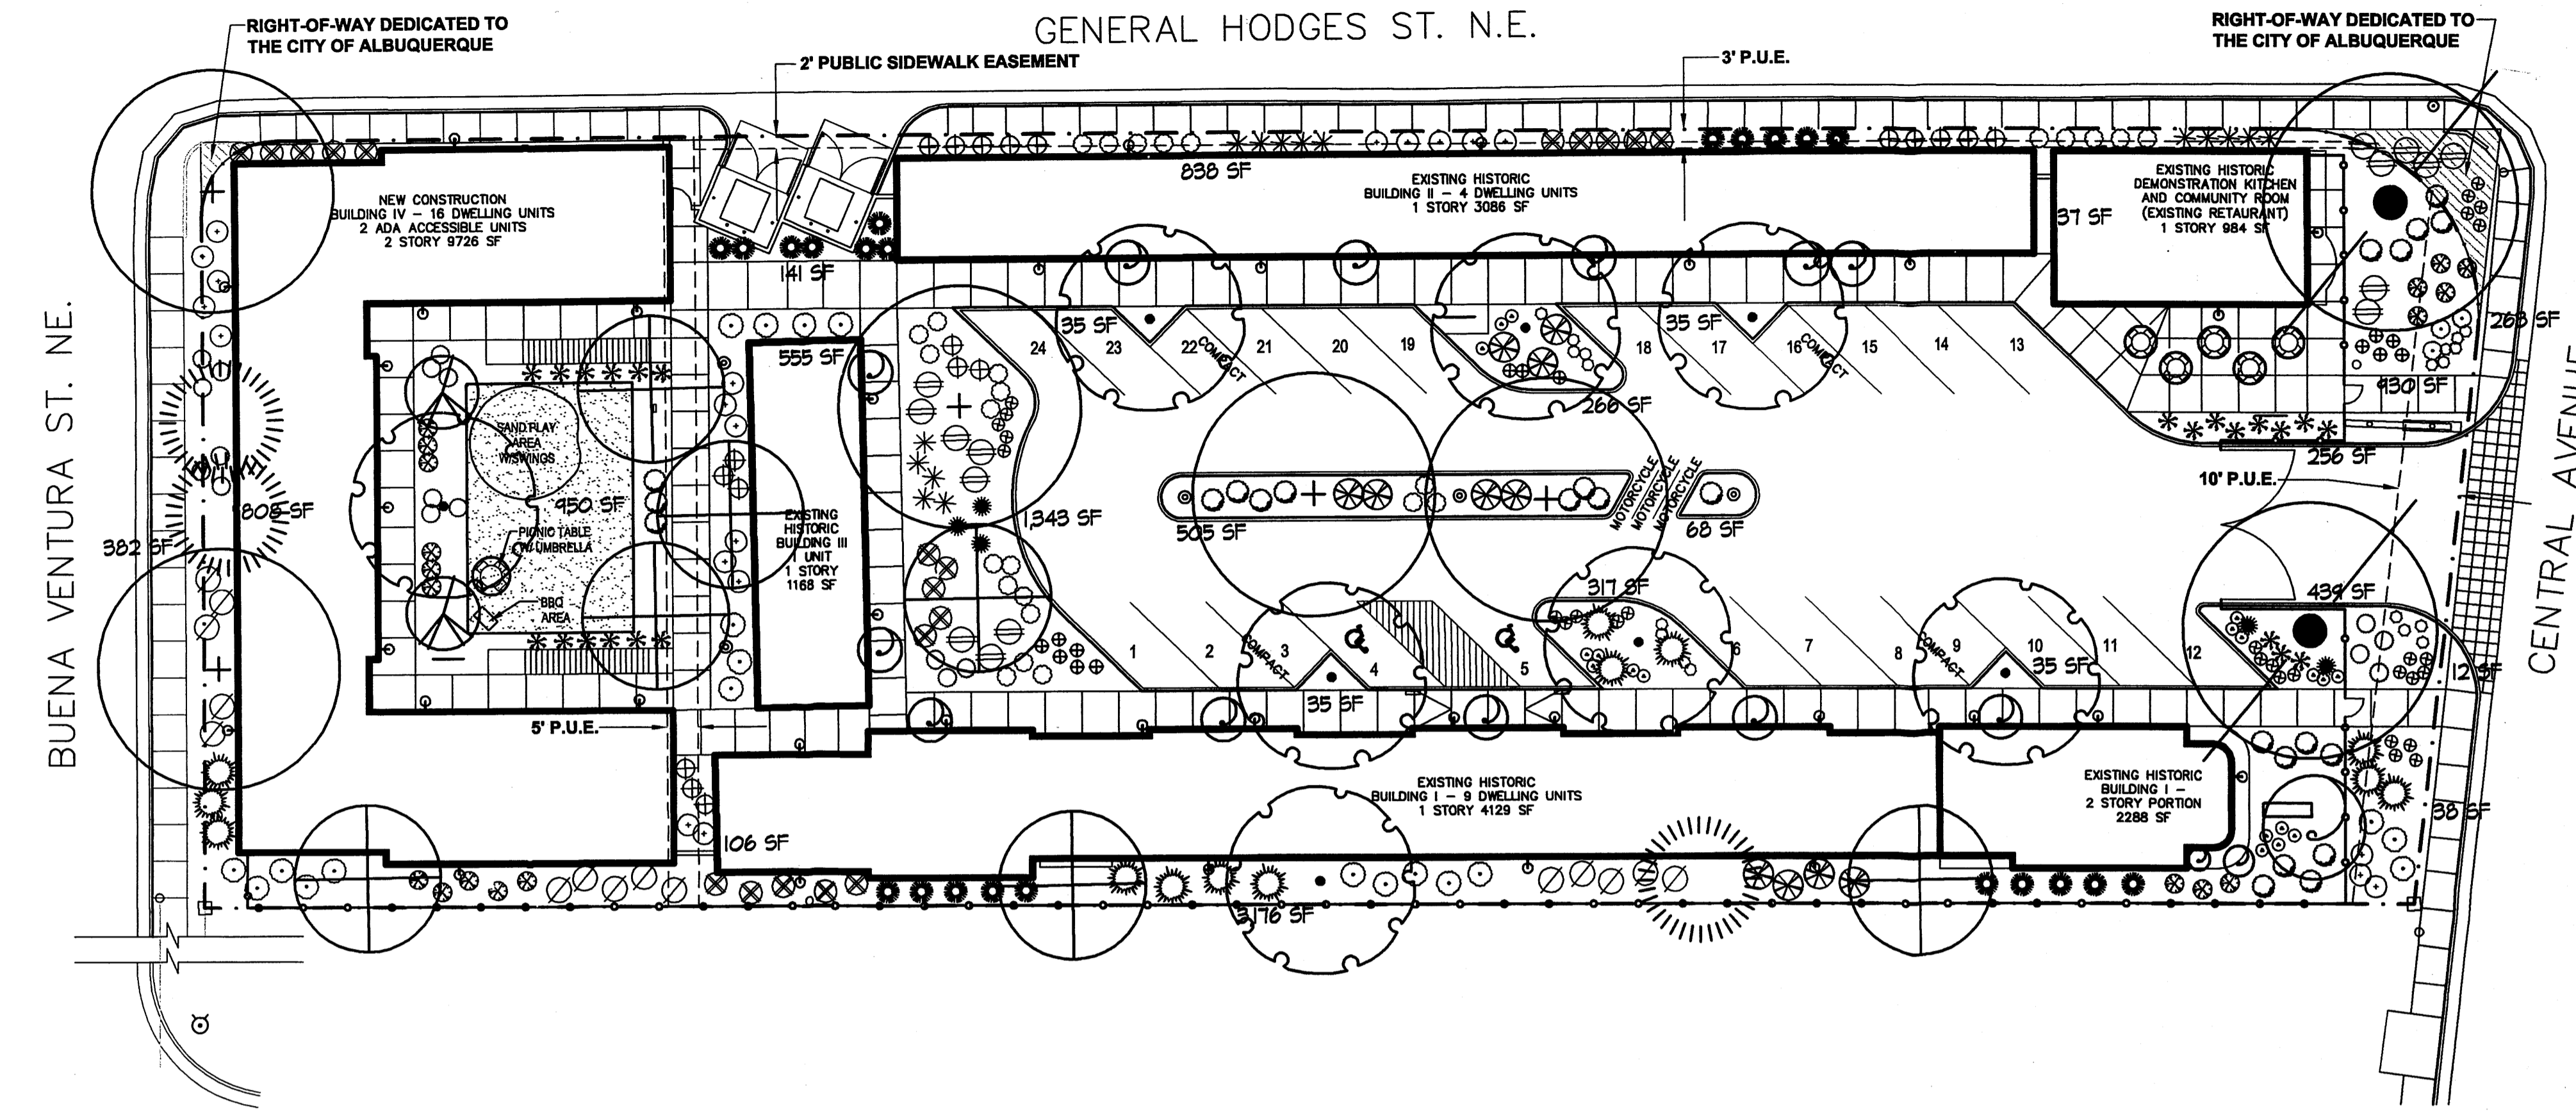 RIGHT-OF-WAY DEDICATED TO
THE CITY OF ALBUQUERQUE
GENERAL HODGES ST. N.E.
2' PUBLIC SIDEWALK EASEMENT
3' P.U.E.
RIGHT-OF-WAY DEDICATED TO
THE CITY OF ALBUQUERQUE
BUENA VENTURA ST. NE.
CENTRAL AVENUE
NEW CONSTRUCTION
BUILDING IV - 16 DWELLING UNITS
2 ADA ACCESSIBLE UNITS
2 STORY 9726 SF
838 SF
EXISTING HISTORIC
BUILDING II - 4 DWELLING UNITS
1 STORY 3086 SF
EXISTING HISTORIC
DEMONSTRATION KITCHEN
AND COMMUNITY ROOM
(EXISTING RETAURANT)
1 STORY 984 SF
37 SF
141 SF
555 SF
35 SF
24
23
22
COMPACT
21
20
19
266 SF
18
35 SF
17
16
COMPACT
15
14
13
268 SF
930 SF
256 SF
10' P.U.E.
SAND PLAY
AREA
W/SWINGS
950 SF
PICNIC TABLE
W/ UMBRELLA
BBQ
AREA
808 SF
382 SF
EXISTING
HISTORIC
BUILDING III
1 UNIT
1 STORY
1168 SF
1,343 SF
505 SF
MOTORCYCLE
MOTORCYCLE
MOTORCYCLE
68 SF
317 SF
439 SF
1
2
COMPACT
3
4
5
6
7
8
COMPACT
9
10
11
12
35 SF
35 SF
12 SF
5' P.U.E.
106 SF
EXISTING HISTORIC
BUILDING I - 9 DWELLING UNITS
1 STORY 4129 SF
EXISTING HISTORIC
BUILDING I -
2 STORY PORTION
2288 SF
38 SF
3176 SF